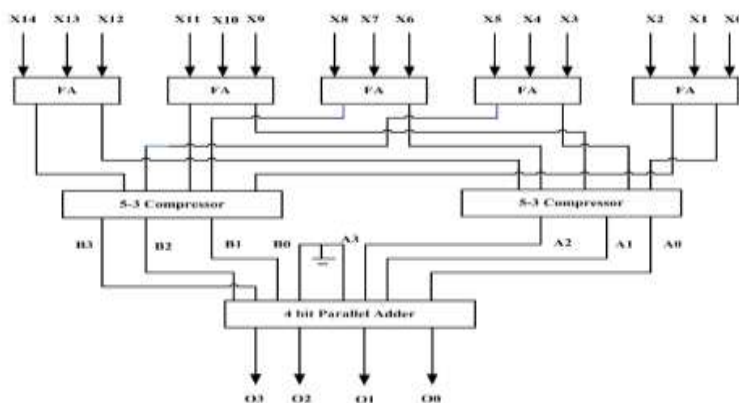 X14 X13 X12 X11 X10 X9 X8 X7 X6 X5 X4 X3 X2 X1 X0
FA FA FA FA FA
5-3 Compressor 5-3 Compressor
B3 B2 B1 B0 A3 A2 A1 A0
4 bit Parallel Adder
O3 O2 O1 O0